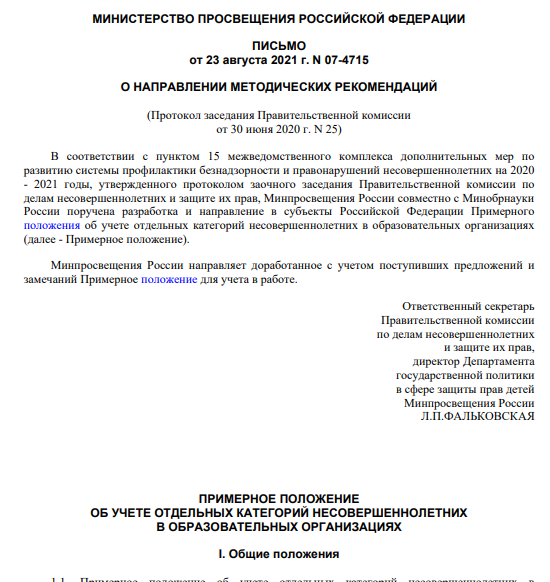 МИНИСТЕРСТВО ПРОСВЕЩЕНИЯ РОССИЙСКОЙ ФЕДЕРАЦИИ
ПИСЬМО
от 23 августа 2021 г. N 07-4715
О НАПРАВЛЕНИИ МЕТОДИЧЕСКИХ РЕКОМЕНДАЦИЙ
(Протокол заседания Правительственной комиссии
от 30 июня 2020 г. N 25)
В соответствии с пунктом 15 межведомственного комплекса дополнительных мер по
развитию системы профилактики безнадзорности и правонарушений несовершеннолетних на 2020
- 2021 годы, утвержденного протоколом заочного заседания Правительственной комиссии по
делам несовершеннолетних и защите их прав, Минпросвещения России совместно с Минобрнауки
России поручена разработка и направление в субъекты Российской Федерации Примерного
положения об учете отдельных категорий несовершеннолетних в образовательных организациях
(далее - Примерное положение).
Минпросвещения России направляет доработанное с учетом поступивших предложений и
замечаний Примерное положение для учета в работе.
Ответственный секретарь
Правительственной комиссии
по делам несовершеннолетних
и защите их прав,
директор Департамента
государственной политики
в сфере защиты прав детей
Минпросвещения России
Л.П.ФАЛЬКОВСКАЯ
ПРИМЕРНОЕ ПОЛОЖЕНИЕ
ОБ УЧЕТЕ ОТДЕЛЬНЫХ КАТЕГОРИЙ НЕСОВЕРШЕННОЛЕТНИХ
В ОБРАЗОВАТЕЛЬНЫХ ОРГАНИЗАЦИЯХ
I. Общие положения
1.1. Примерное положение об учете отдельных категорий несовершеннолетних в